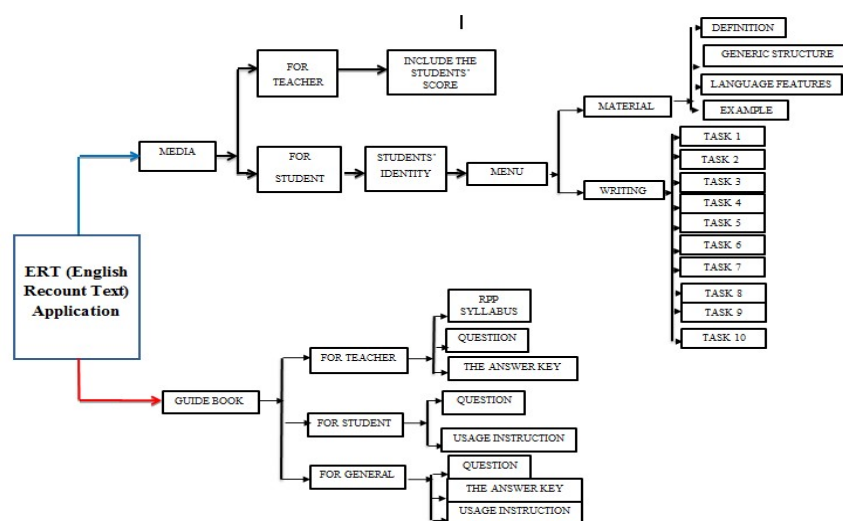 ERT (English
Recount Text)
Application
MEDIA
FOR
TEACHER
INCLUDE THE
STUDENTS´
SCORE
FOR
STUDENT
STUDENTS´
IDENTITY
MENU
MATERIAL
DEFINITION
GENERIC STRUCTURE
LANGUAGE FEATURES
EXAMPLE
WRITING
TASK 1
TASK 2
TASK 3
TASK 4
TASK 5
TASK 6
TASK 7
TASK 8
TASK 9
TASK 10
GUIDE BOOK
FOR TEACHER
RPP
SYLLABUS
QUESTIION
THE ANSWER KEY
FOR STUDENT
QUESTION
USAGE INSTRUCTION
FOR GENERAL
QUESTION
THE ANSWER KEY
USAGE INSTRUCTION